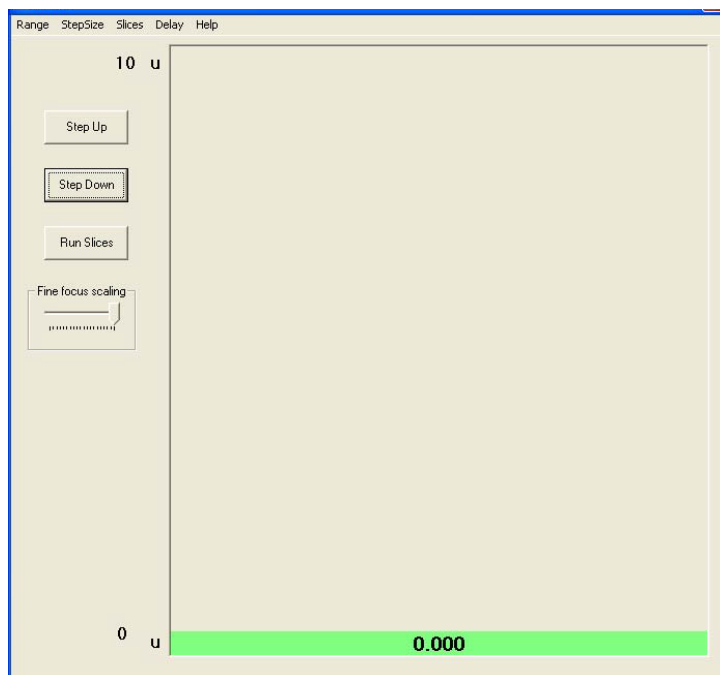 Range StepSize Slices Delay Help
10 u
Step Up
Step Down
Run Slices
Fine focus scaling
0 u
0.000